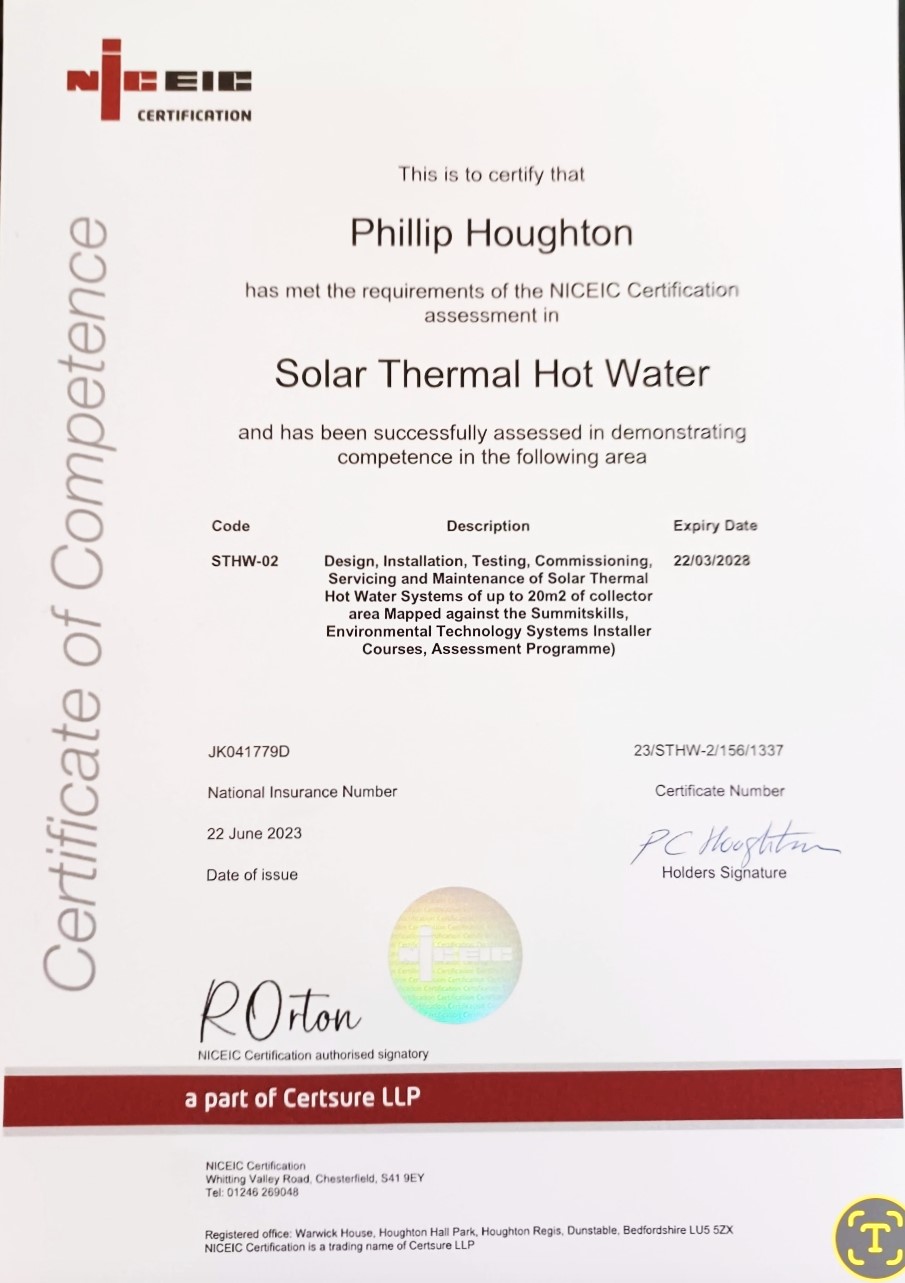 NICEIC
CERTIFICATION
Certificate of Competence
This is to certify that
Phillip Houghton
has met the requirements of the NICEIC Certification
assessment in
Solar Thermal Hot Water
and has been successfully assessed in demonstrating
competence in the following area
Code Description Expiry Date
STHW-02 Design, Installation, Testing, Commissioning, 22/03/2028
Servicing and Maintenance of Solar Thermal
Hot Water Systems of up to 20m2 of collector
area Mapped against the Summitskills,
Environmental Technology Systems Installer
Courses, Assessment Programme)
JK041779D 23/STHW-2/156/1337
National Insurance Number Certificate Number
22 June 2023 PC Houghton
Date of issue Holders Signature
NICEIC
R Orton
NICEIC Certification authorised signatory
a part of Certsure LLP
NICEIC Certification
Whitting Valley Road, Chesterfield, S41 9EY
Tel: 01246 269048
Registered office: Warwick House, Houghton Hall Park, Houghton Regis, Dunstable, Bedfordshire LU5 5ZX
NICEIC Certification is a trading name of Certsure LLP
T